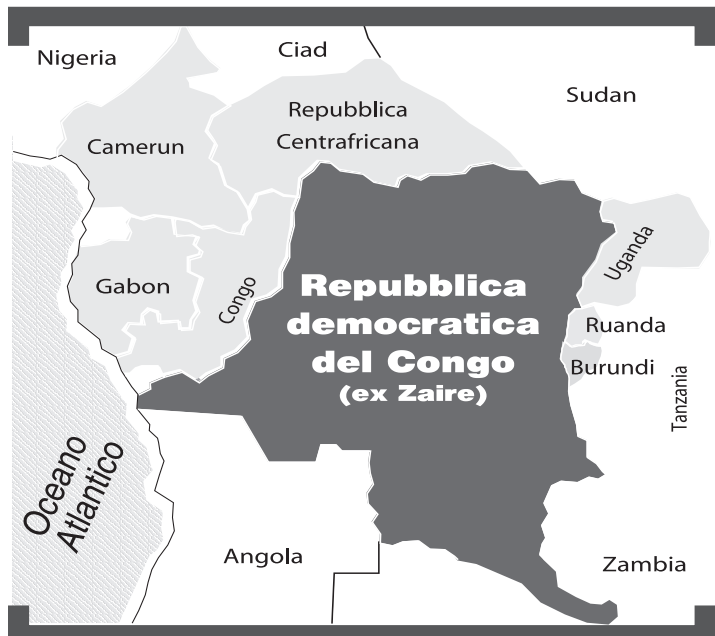 Nigeria
Ciad
Sudan
Repubblica
Centrafricana
Camerun
Uganda
Gabon
Congo
Repubblica
democratica
del Congo
(ex Zaire)
Ruanda
Burundi
Tanzania
Oceano
Atlantico
Angola
Zambia